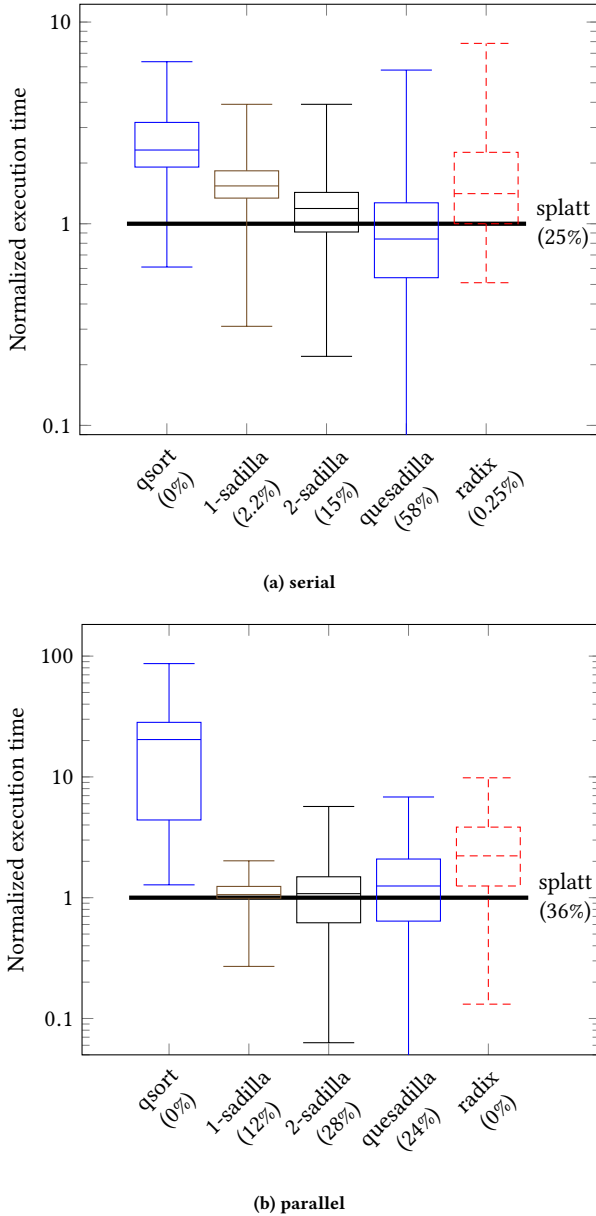 10
1
0.1
Normalized execution time
splatt
(25%)
qsort
(0%)
1-sadilla
(2.2%)
2-sadilla
(15%)
quesadilla
(58%)
radix
(0.25%)
(a) serial
100
10
1
0.1
Normalized execution time
splatt
(36%)
qsort
(0%)
1-sadilla
(12%)
2-sadilla
(28%)
quesadilla
(24%)
radix
(0%)
(b) parallel